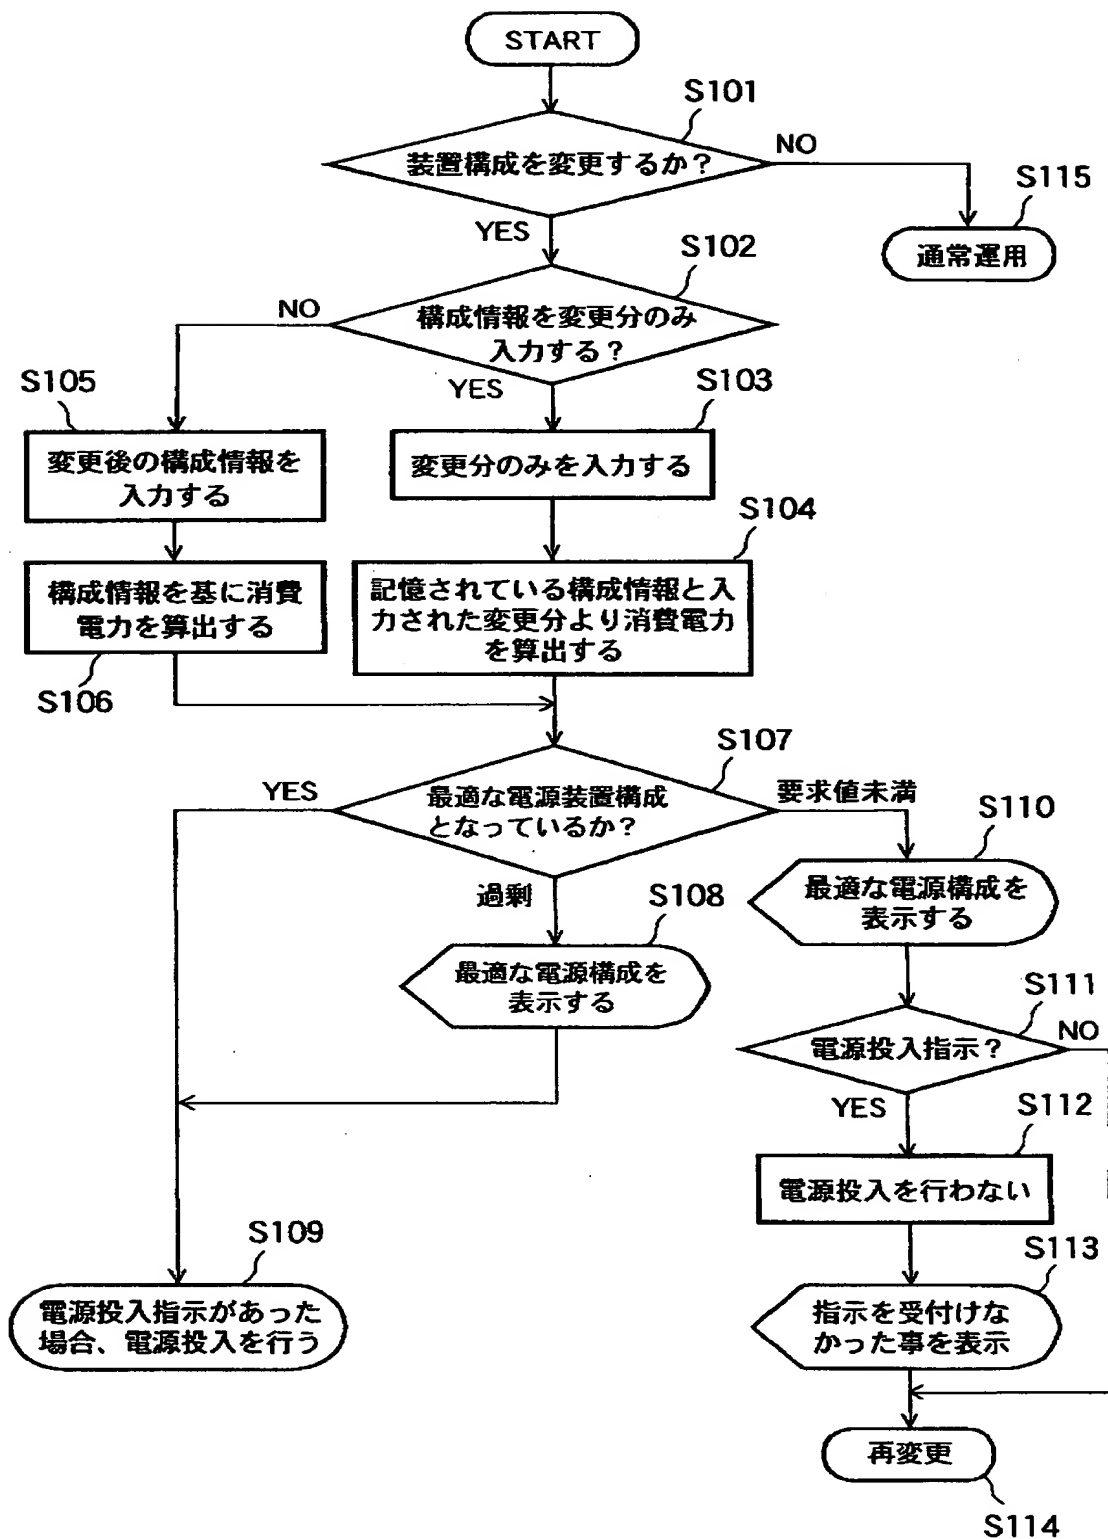 START
S101
装置構成を変更するか？
NO
S115
通常運用
YES
S102
構成情報を変更分のみ
入力する？
NO
YES
S105
変更後の構成情報を
入力する
S103
変更分のみを入力する
S104
記憶されている構成情報と入
力された変更分より消費電力
を算出する
構成情報を基に消費
電力を算出する
S106
S107
最適な電源装置構成
となっているか？
YES
要求値未満
過剰
S108
最適な電源構成を
表示する
S110
最適な電源構成を
表示する
S111
電源投入指示？
NO
YES
S112
電源投入を行わない
S109
電源投入指示があった
場合、電源投入を行う
S113
指示を受付けな
かった事を表示
再変更
S114